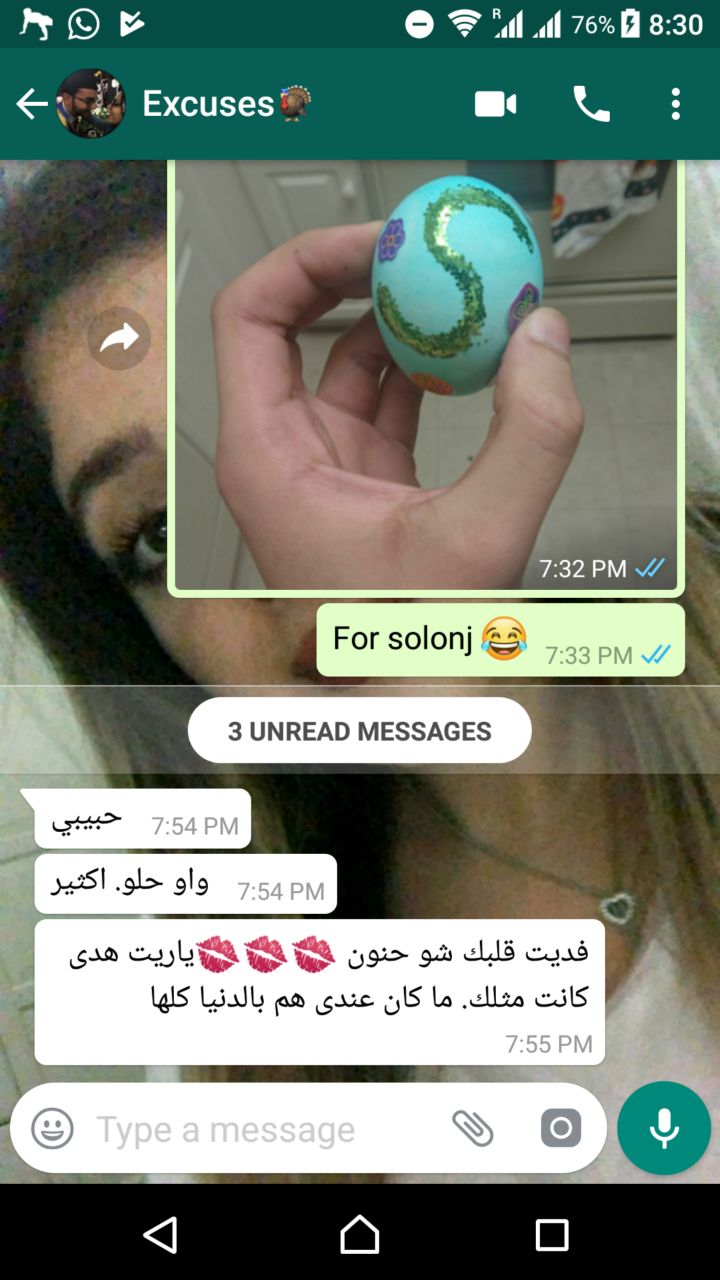 R 76% 8:30
Excuses🦃
S
7:32 PM
For solonj 😂 7:33 PM
3 UNREAD MESSAGES
حبيبي 7:54 PM
واو حلو. اكثير 7:54 PM
فديت قلبك شو حنون 💋💋💋ياريت هدى
كانت مثلك. ما كان عندى هم بالدنيا كلها
7:55 PM
Type a message